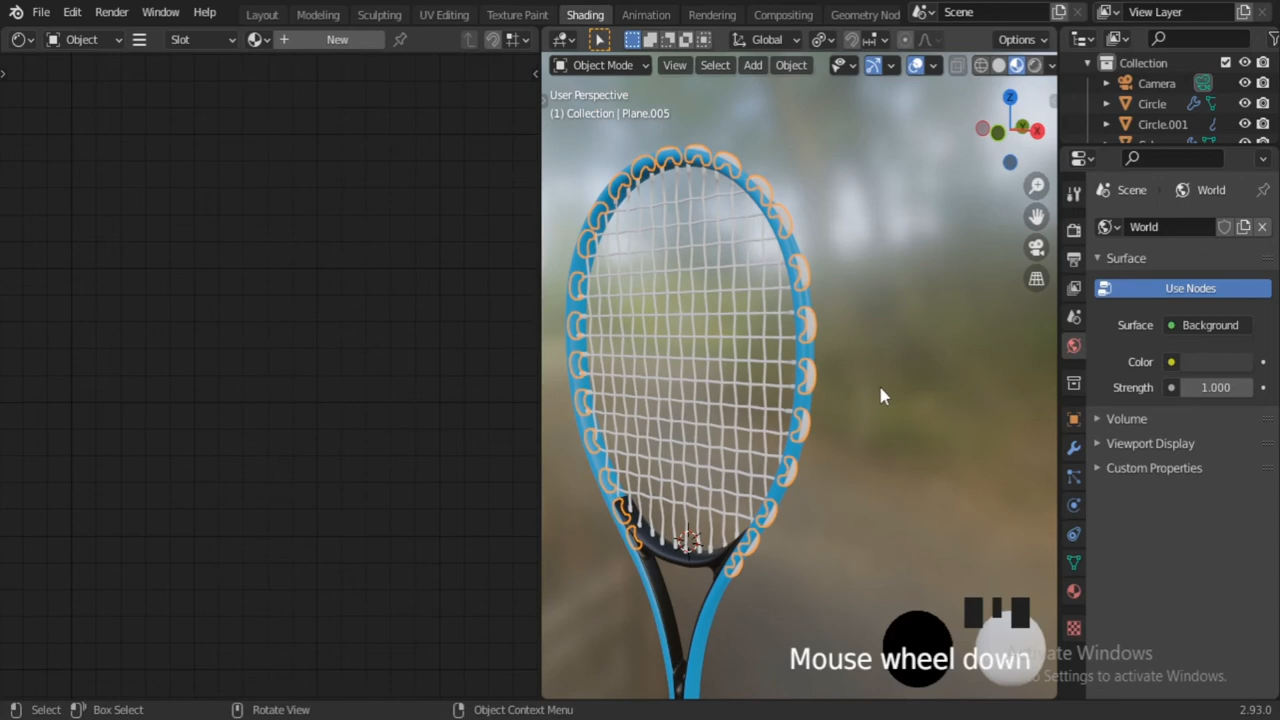 File Edit Render Window Help Layout Modeling Sculpting UV Editing Texture Paint Shading Animation Rendering Compositing Geometry Nod Scene View Layer
Object Slot New Global Options
Object Mode View Select Add Object
User Perspective
(1) Collection | Plane.005
Z
Y
X
Collection
Camera
Circle
Circle.001
Scene World
World
Surface
Use Nodes
Surface Background
Color
Strength 1.000
Volume
Viewport Display
Custom Properties
Mouse wheel down
Activate Windows
to Settings to activate Windows.
Select Box Select Rotate View Object Context Menu 2.93.0